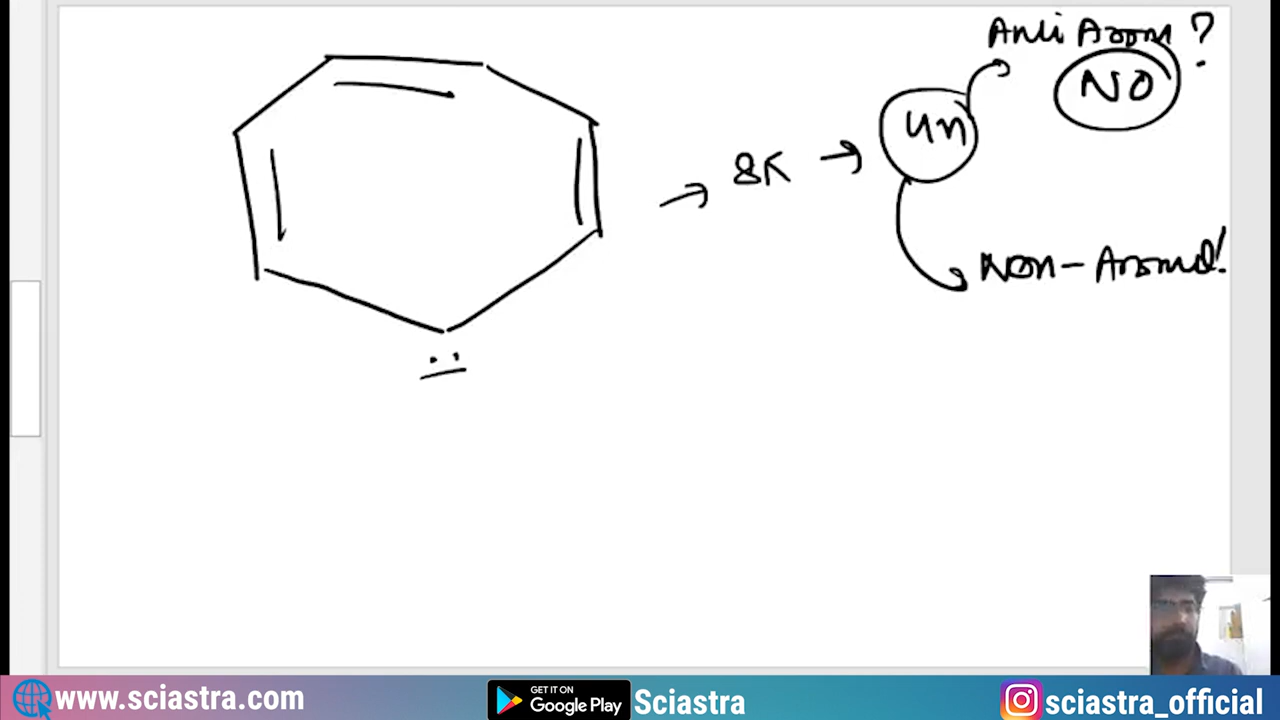 Anti Arom ?
NO
4n
→ 8π →
Non-Aromatic!
www.sciastra.com
GET IT ON
Google Play
Sciastra
sciastra_official